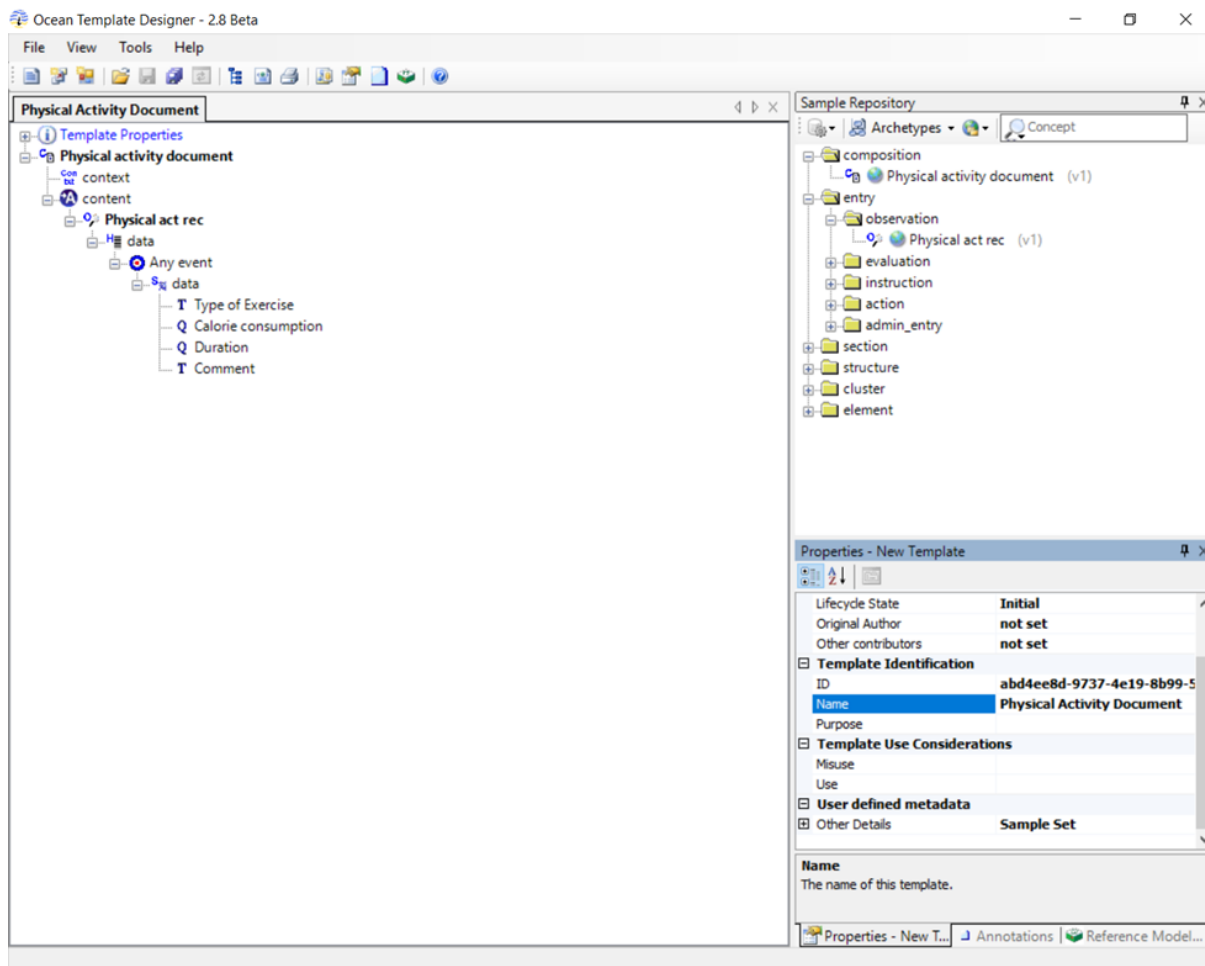 Ocean Template Designer - 2.8 Beta
File View Tools Help
Physical Activity Document
Template Properties
Physical activity document
context
content
Physical act rec
data
Any event
data
T Type of Exercise
Q Calorie consumption
Q Duration
T Comment
Sample Repository
Archetypes Concept
composition
Physical activity document (v1)
entry
observation
Physical act rec (v1)
evaluation
instruction
action
admin_entry
section
structure
cluster
element
Properties - New Template
Lifecycle State Initial
Original Author not set
Other contributors not set
Template Identification
ID abd4ee8d-9737-4e19-8b99-5
Name Physical Activity Document
Purpose
Template Use Considerations
Misuse
Use
User defined metadata
Other Details Sample Set
Name
The name of this template.
Properties - New T... Annotations Reference Model...